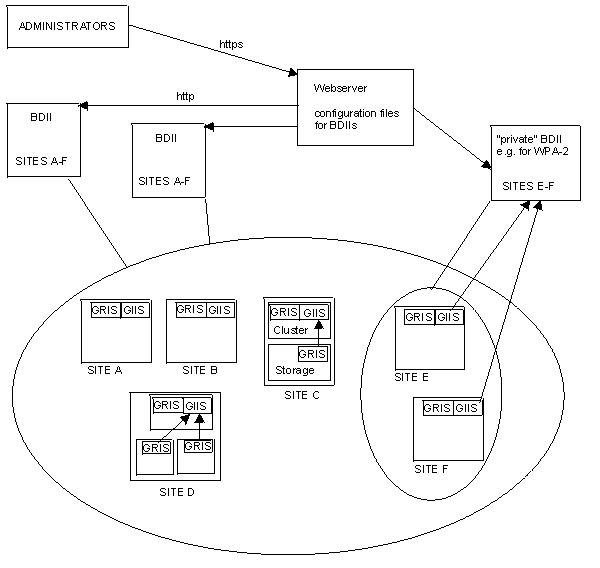 ADMINISTRATORS
https
Webserver
configuration files
for BDIIs
http
BDII
SITES A-F
BDII
SITES A-F
"private" BDII
e.g. for WPA-2
SITES E-F
GRIS GIIS
SITE A
GRIS GIIS
SITE B
GRIS GIIS
Cluster
GRIS
Storage
SITE C
GRIS GIIS
SITE E
GRIS GIIS
GRIS
GRIS
SITE D
GRIS GIIS
SITE F